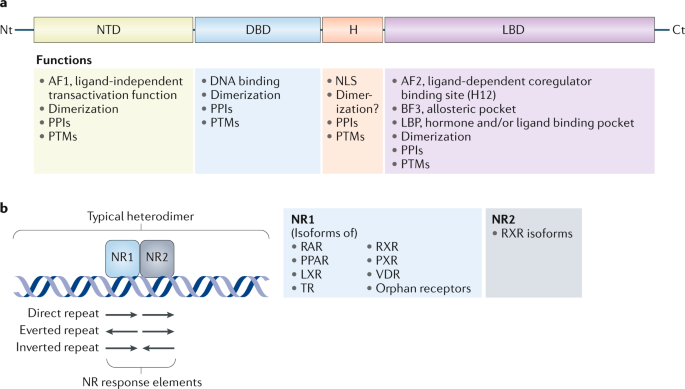 a
Nt
NTD
DBD
H
LBD
Ct
Functions
• AF1, ligand-independent
transactivation function
• Dimerization
• PPIs
• PTMs
• DNA binding
• Dimerization
• PPIs
• PTMs
• NLS
• Dimer-
ization?
• PPIs
• PTMs
• AF2, ligand-dependent coregulator
binding site (H12)
• BF3, allosteric pocket
• LBP, hormone and/or ligand binding pocket
• Dimerization
• PPIs
• PTMs
b
Typical heterodimer
NR1
NR2
Direct repeat
Everted repeat
Inverted repeat
NR response elements
NR1
(Isoforms of)
• RAR
• PPAR
• LXR
• TR
• RXR
• PXR
• VDR
• Orphan receptors
NR2
• RXR isoforms